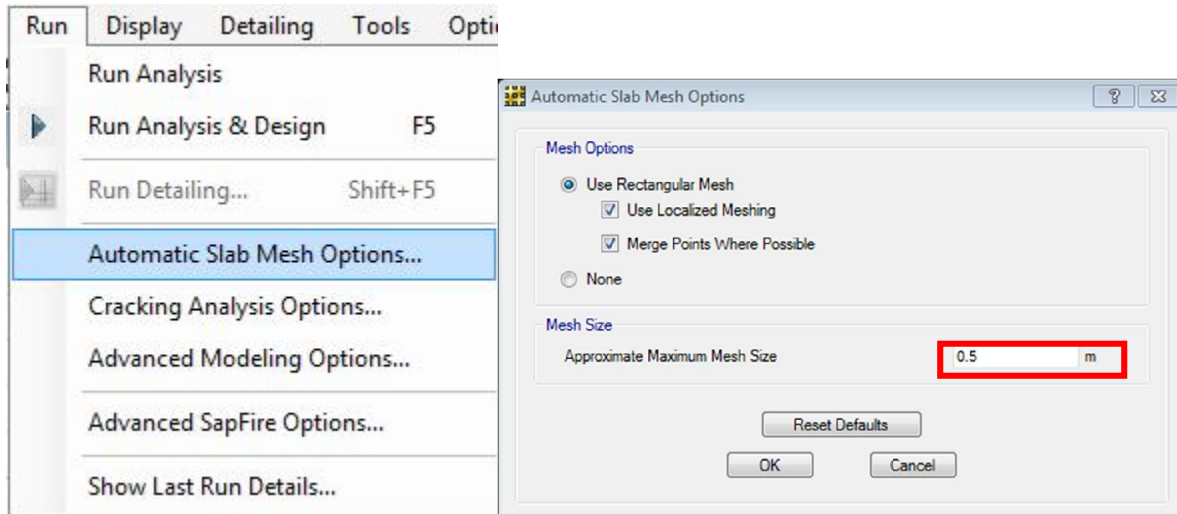 Run Display Detailing Tools Optio
Run Analysis
Run Analysis & Design F5
Run Detailing... Shift+F5
Automatic Slab Mesh Options...
Cracking Analysis Options...
Advanced Modeling Options...
Advanced SapFire Options...
Show Last Run Details...
Automatic Slab Mesh Options
Mesh Options
Use Rectangular Mesh
Use Localized Meshing
Merge Points Where Possible
None
Mesh Size
Approximate Maximum Mesh Size 0.5 m
Reset Defaults
OK Cancel